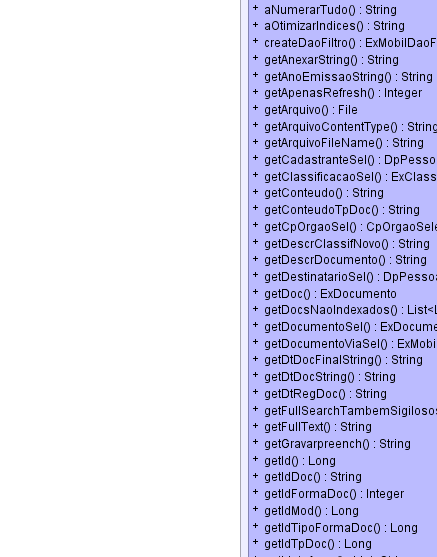 + aNumerarTudo() : String
+ aOtimizarIndices() : String
+ createDaoFiltro() : ExMobilDaoF
+ getAnexarString() : String
+ getAnoEmissaoString() : String
+ getApenasRefresh() : Integer
+ getArquivo() : File
+ getArquivoContentType() : String
+ getArquivoFileName() : String
+ getCadastranteSel() : DpPesso
+ getClassificacaoSel() : ExClass
+ getConteudo() : String
+ getConteudoTpDoc() : String
+ getCpOrgaoSel() : CpOrgaoSele
+ getDescrClassifNovo() : String
+ getDescrDocumento() : String
+ getDestinatarioSel() : DpPessoa
+ getDoc() : ExDocumento
+ getDocsNaoIndexados() : List<L
+ getDocumentoSel() : ExDocume
+ getDocumentoViaSel() : ExMobi
+ getDtDocFinalString() : String
+ getDtDocString() : String
+ getDtRegDoc() : String
+ getFullSearchTambemSigilosos
+ getFullText() : String
+ getGravarpreench() : String
+ getId() : Long
+ getIdDoc() : String
+ getIdFormaDoc() : Integer
+ getIdMod() : Long
+ getIdTipoFormaDoc() : Long
+ getIdTpDoc() : Long